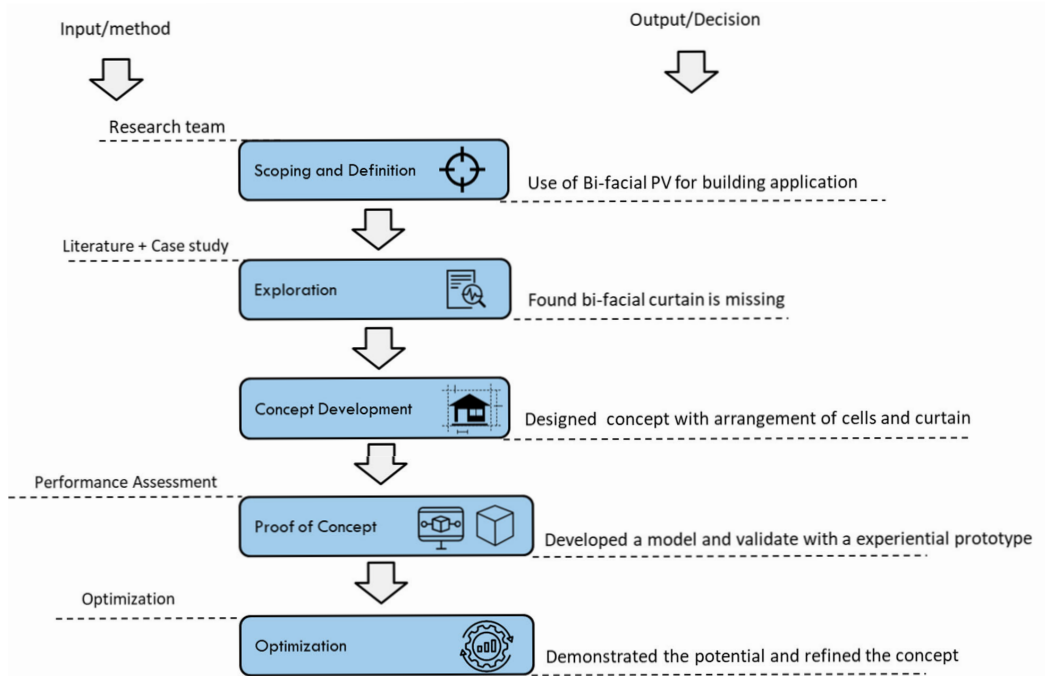 Input/method
Output/Decision
Research team
Scoping and Definition
Use of Bi-facial PV for building application
Literature + Case study
Exploration
Found bi-facial curtain is missing
Concept Development
Designed concept with arrangement of cells and curtain
Performance Assessment
Proof of Concept
Developed a model and validate with a experiential prototype
Optimization
Optimization
Demonstrated the potential and refined the concept